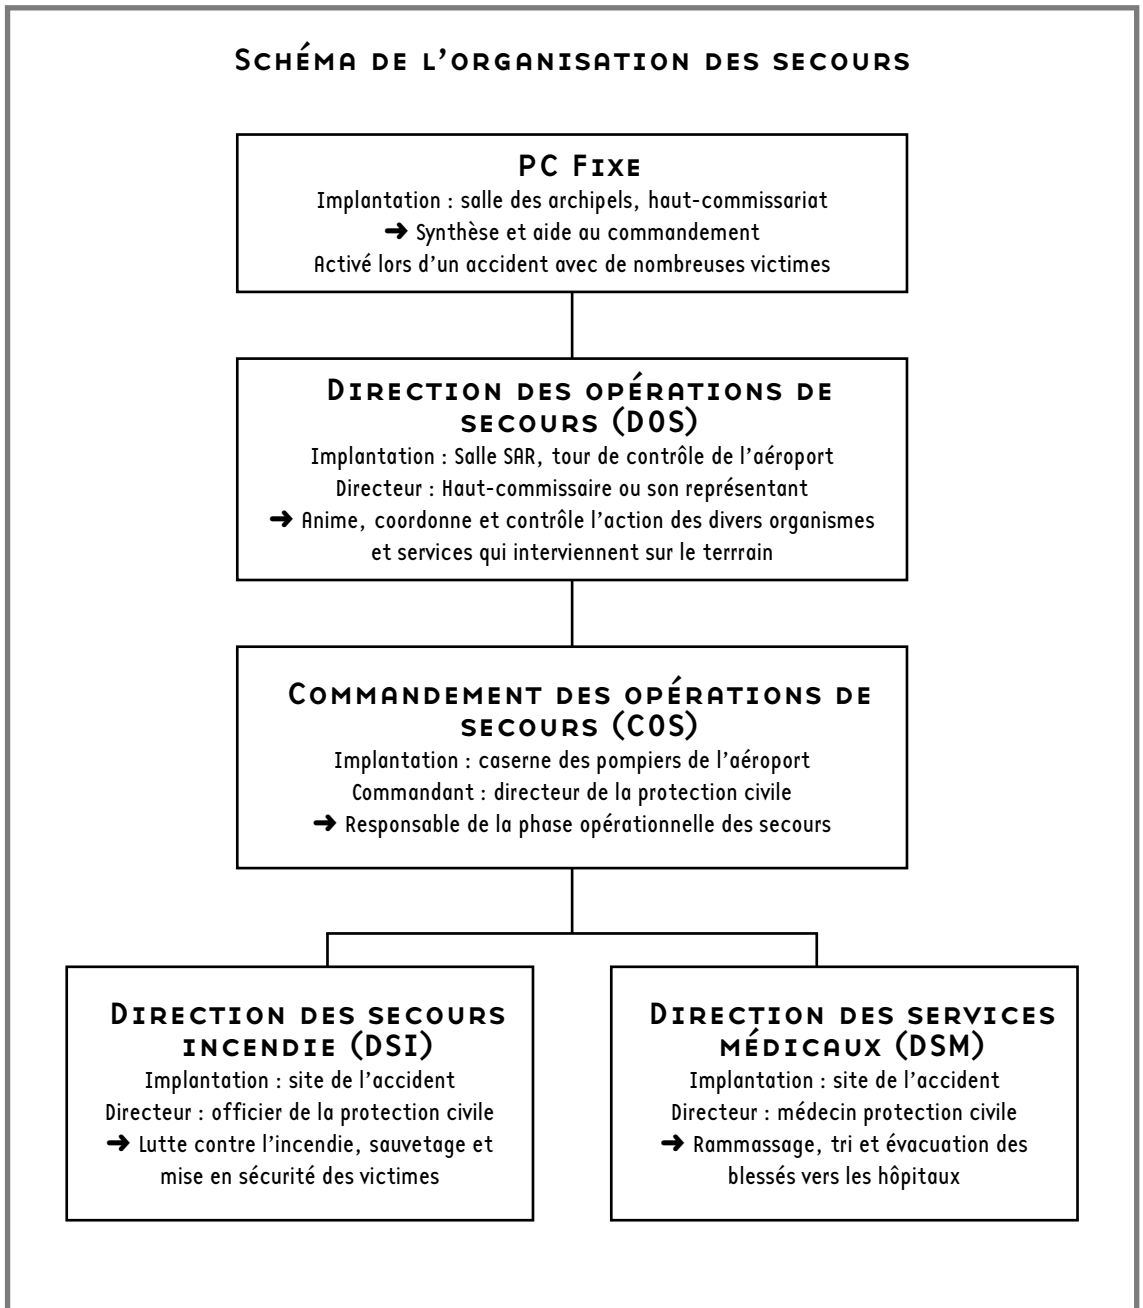 Schéma de l'organisation des secours
PC Fixe
Implantation : salle des archipels, haut-commissariat
➜ Synthèse et aide au commandement
Activé lors d'un accident avec de nombreuses victimes
Direction des opérations de
secours (DOS)
Implantation : Salle SAR, tour de contrôle de l'aéroport
Directeur : Haut-commissaire ou son représentant
➜ Anime, coordonne et contrôle l'action des divers organismes
et services qui interviennent sur le terrrain
Commandement des opérations de
secours (COS)
Implantation : caserne des pompiers de l'aéroport
Commandant : directeur de la protection civile
➜ Responsable de la phase opérationnelle des secours
Direction des secours
incendie (DSI)
Implantation : site de l'accident
Directeur : officier de la protection civile
➜ Lutte contre l'incendie, sauvetage et
mise en sécurité des victimes
Direction des services
médicaux (DSM)
Implantation : site de l'accident
Directeur : médecin protection civile
➜ Rammassage, tri et évacuation des
blessés vers les hôpitaux